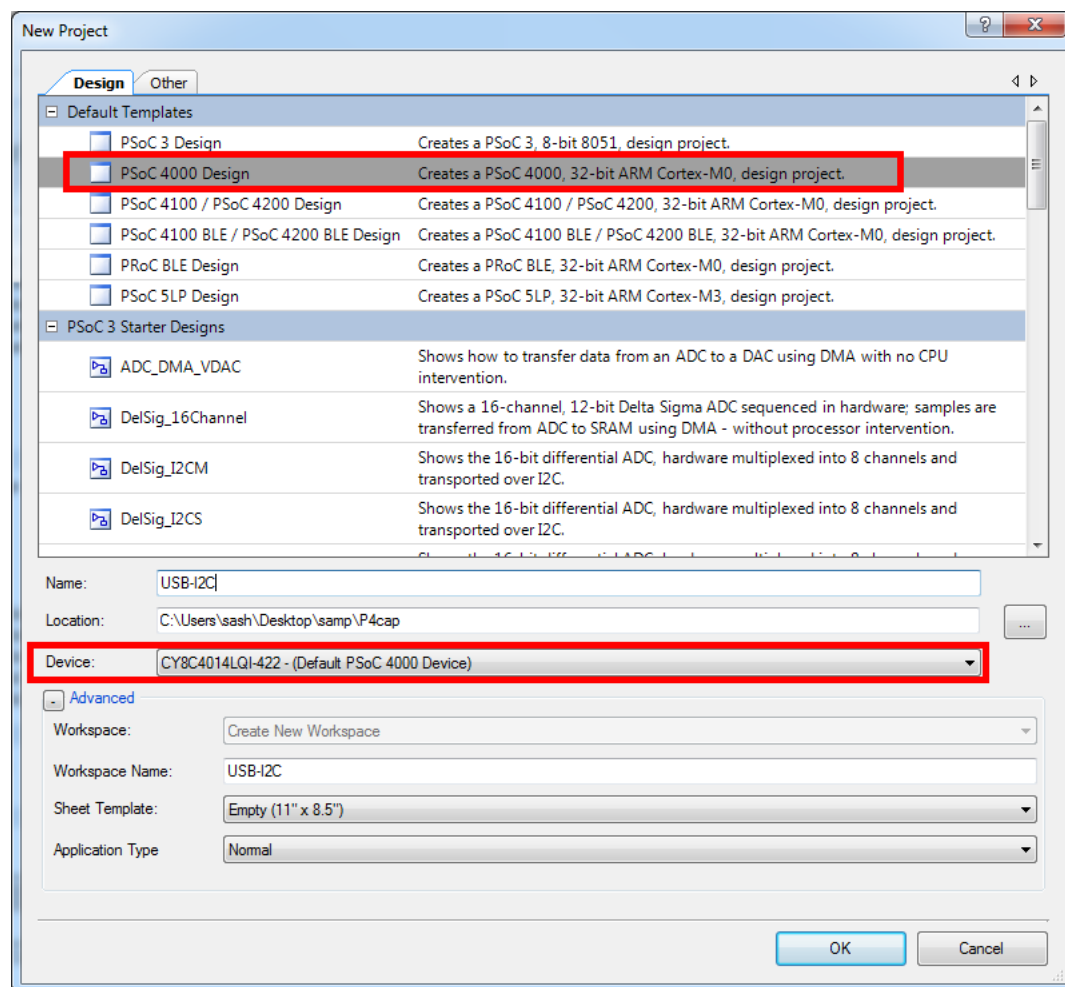 New Project
Design Other
Default Templates
PSoC 3 Design Creates a PSoC 3, 8-bit 8051, design project.
PSoC 4000 Design Creates a PSoC 4000, 32-bit ARM Cortex-M0, design project.
PSoC 4100 / PSoC 4200 Design Creates a PSoC 4100 / PSoC 4200, 32-bit ARM Cortex-M0, design project.
PSoC 4100 BLE / PSoC 4200 BLE Design Creates a PSoC 4100 BLE / PSoC 4200 BLE, 32-bit ARM Cortex-M0, design project.
PRoC BLE Design Creates a PRoC BLE, 32-bit ARM Cortex-M0, design project.
PSoC 5LP Design Creates a PSoC 5LP, 32-bit ARM Cortex-M3, design project.
PSoC 3 Starter Designs
ADC_DMA_VDAC Shows how to transfer data from an ADC to a DAC using DMA with no CPU
intervention.
DelSig_16Channel Shows a 16-channel, 12-bit Delta Sigma ADC sequenced in hardware; samples are
transferred from ADC to SRAM using DMA - without processor intervention.
DelSig_I2CM Shows the 16-bit differential ADC, hardware multiplexed into 8 channels and
transported over I2C.
DelSig_I2CS Shows the 16-bit differential ADC, hardware multiplexed into 8 channels and
transported over I2C.
Name: USB-I2C
Location: C:\Users\sash\Desktop\samp\P4cap ...
Device: CY8C4014LQI-422 - (Default PSoC 4000 Device)
Advanced
Workspace: Create New Workspace
Workspace Name: USB-I2C
Sheet Template: Empty (11" x 8.5")
Application Type Normal
OK Cancel